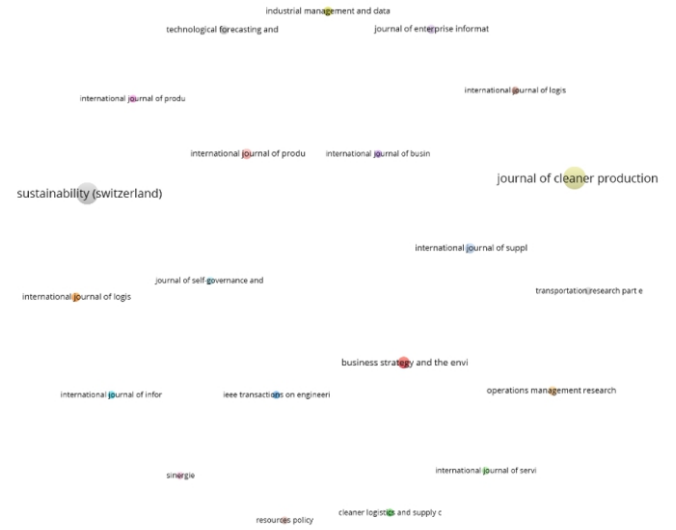 industrial management and data
technological forecasting and
journal of enterprise informat
international journal of logis
international journal of produ
international journal of produ
international journal of busin
journal of cleaner production
sustainability (switzerland)
international journal of suppl
journal of self-governance and
transportation research part e
international journal of logis
business strategy and the envi
operations management research
international journal of infor
ieee transactions on engineeri
international journal of servi
sinergie
cleaner logistics and supply c
resources policy